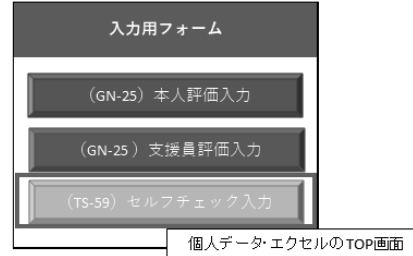 入力用フォーム
（GN-25）本人評価入力
（GN-25 ）支援員評価入力
（TS-59）セルフチェック入力
個人データ・エクセルのTOP画面